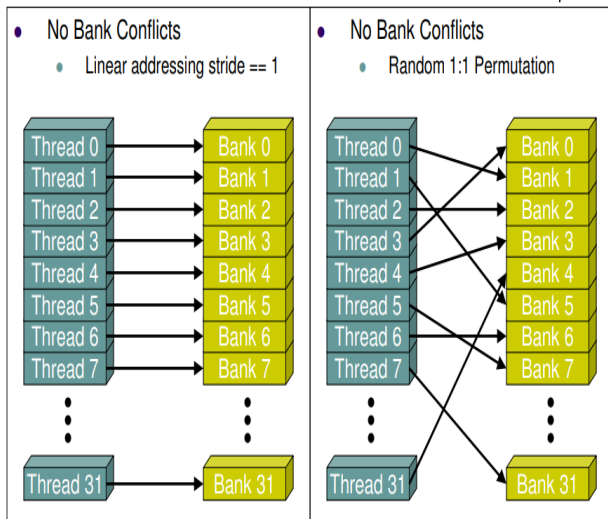 No Bank Conflicts
Linear addressing stride == 1
Thread 0
Thread 1
Thread 2
Thread 3
Thread 4
Thread 5
Thread 6
Thread 7
Thread 31
Bank 0
Bank 1
Bank 2
Bank 3
Bank 4
Bank 5
Bank 6
Bank 7
Bank 31
No Bank Conflicts
Random 1:1 Permutation
Thread 0
Thread 1
Thread 2
Thread 3
Thread 4
Thread 5
Thread 6
Thread 7
Thread 31
Bank 0
Bank 1
Bank 2
Bank 3
Bank 4
Bank 5
Bank 6
Bank 7
Bank 31